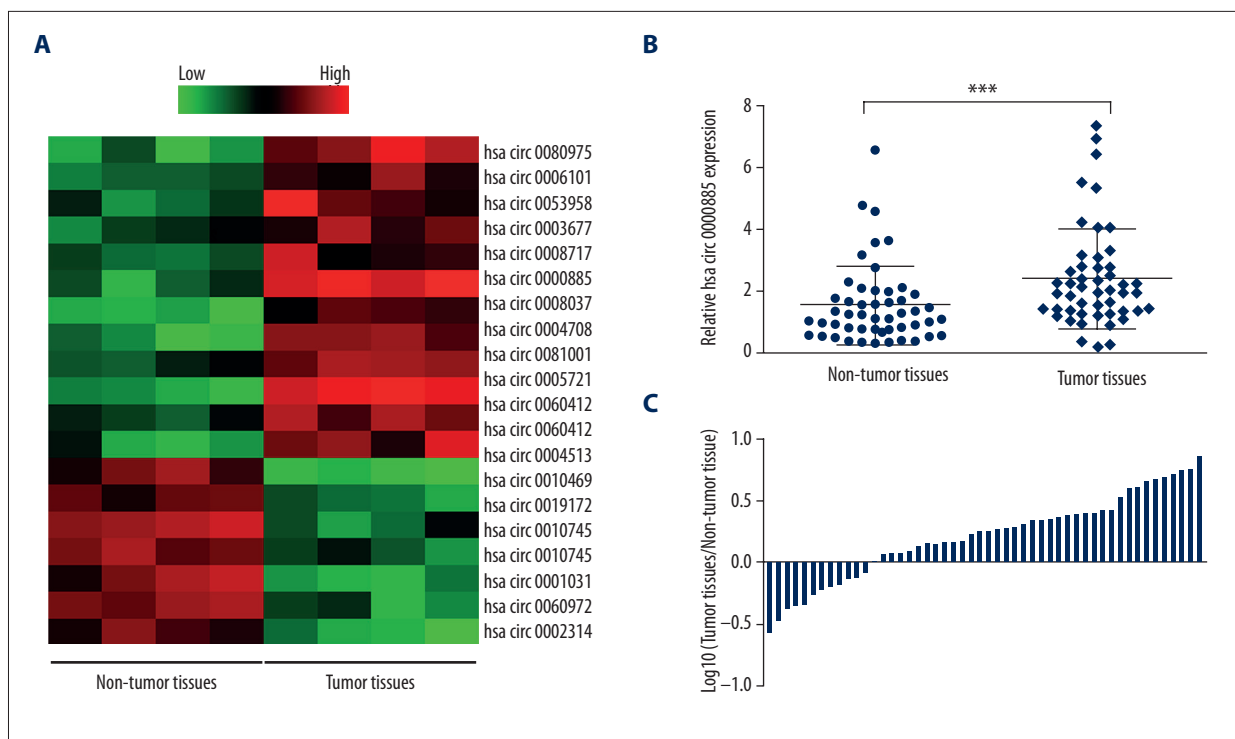 A
Low High
hsa circ 0080975
hsa circ 0006101
hsa circ 0053958
hsa circ 0003677
hsa circ 0008717
hsa circ 0000885
hsa circ 0008037
hsa circ 0004708
hsa circ 0081001
hsa circ 0005721
hsa circ 0060412
hsa circ 0060412
hsa circ 0004513
hsa circ 0010469
hsa circ 0019172
hsa circ 0010745
hsa circ 0010745
hsa circ 0001031
hsa circ 0060972
hsa circ 0002314
Non-tumor tissues Tumor tissues
B
***
Relative hsa circ 0000885 expression
8
6
4
2
0
Non-tumor tissues Tumor tissues
C
Log10 (Tumor tissues/Non-tumor tissue)
1.0
0.5
0.0
−0.5
−1.0